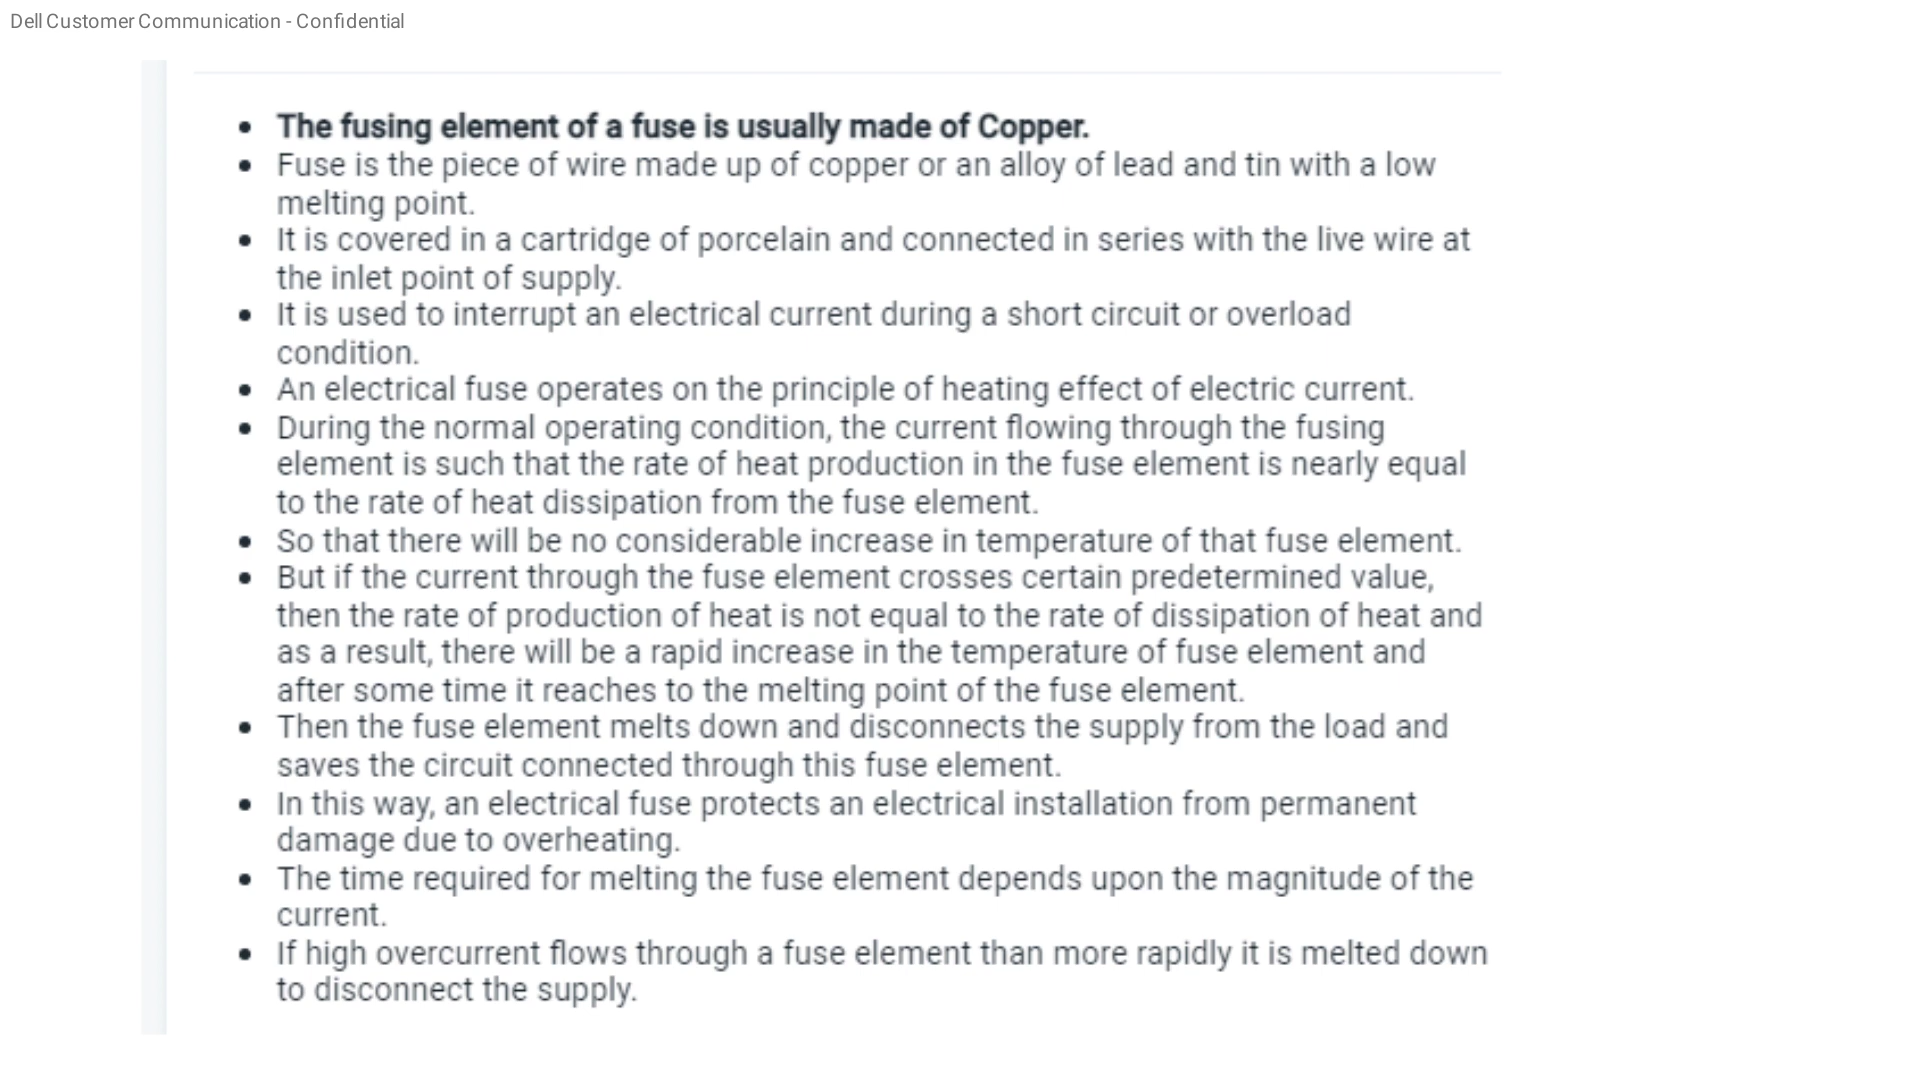 Dell Customer Communication - Confidential
• The fusing element of a fuse is usually made of Copper.
• Fuse is the piece of wire made up of copper or an alloy of lead and tin with a low
melting point.
• It is covered in a cartridge of porcelain and connected in series with the live wire at
the inlet point of supply.
• It is used to interrupt an electrical current during a short circuit or overload
condition.
• An electrical fuse operates on the principle of heating effect of electric current.
• During the normal operating condition, the current flowing through the fusing
element is such that the rate of heat production in the fuse element is nearly equal
to the rate of heat dissipation from the fuse element.
• So that there will be no considerable increase in temperature of that fuse element.
• But if the current through the fuse element crosses certain predetermined value,
then the rate of production of heat is not equal to the rate of dissipation of heat and
as a result, there will be a rapid increase in the temperature of fuse element and
after some time it reaches to the melting point of the fuse element.
• Then the fuse element melts down and disconnects the supply from the load and
saves the circuit connected through this fuse element.
• In this way, an electrical fuse protects an electrical installation from permanent
damage due to overheating.
• The time required for melting the fuse element depends upon the magnitude of the
current.
• If high overcurrent flows through a fuse element than more rapidly it is melted down
to disconnect the supply.